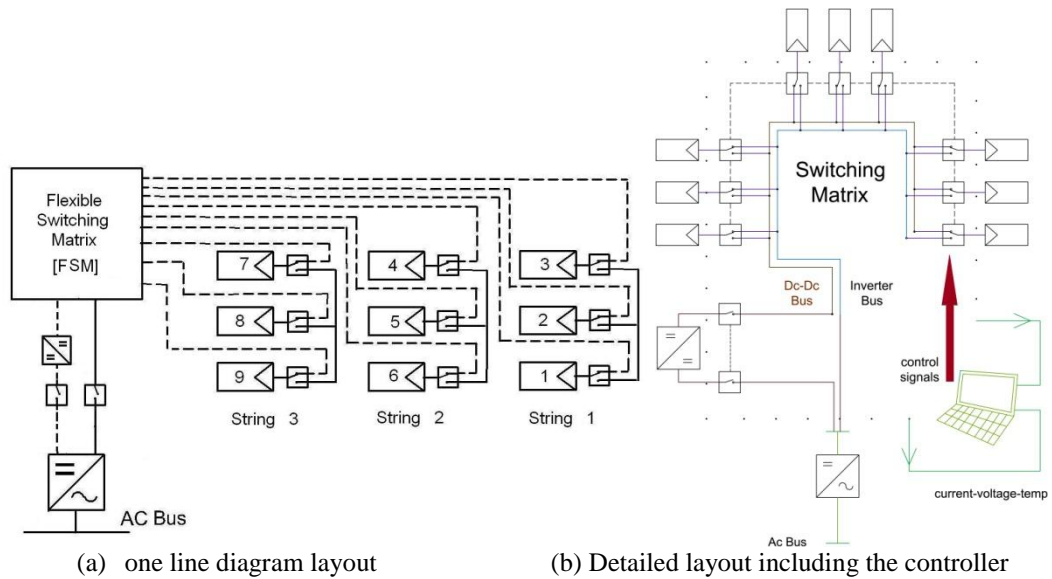 Flexible
Switching
Matrix
[FSM]
7
4
3
8
5
2
9
6
1
String 3
String 2
String 1
AC Bus
Switching
Matrix
Dc-Dc
Bus
Inverter
Bus
control
signals
current-voltage-temp
Ac Bus
(a) one line diagram layout
(b) Detailed layout including the controller